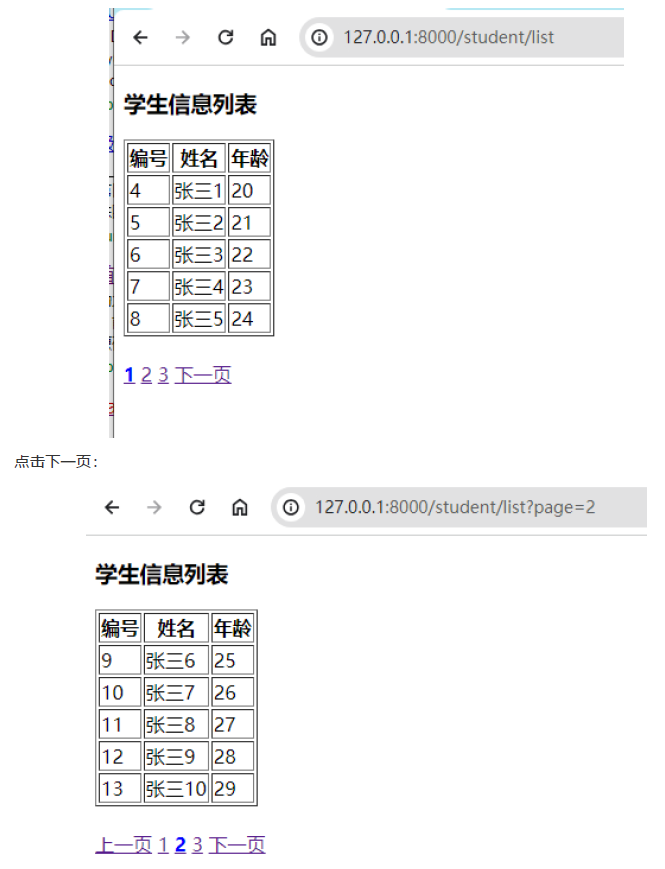 127.0.0.1:8000/student/list
学生信息列表
编号 姓名 年龄
4 张三1 20
5 张三2 21
6 张三3 22
7 张三4 23
8 张三5 24
1 2 3 下一页
点击下一页：
127.0.0.1:8000/student/list?page=2
学生信息列表
编号 姓名 年龄
9 张三6 25
10 张三7 26
11 张三8 27
12 张三9 28
13 张三10 29
上一页 1 2 3 下一页